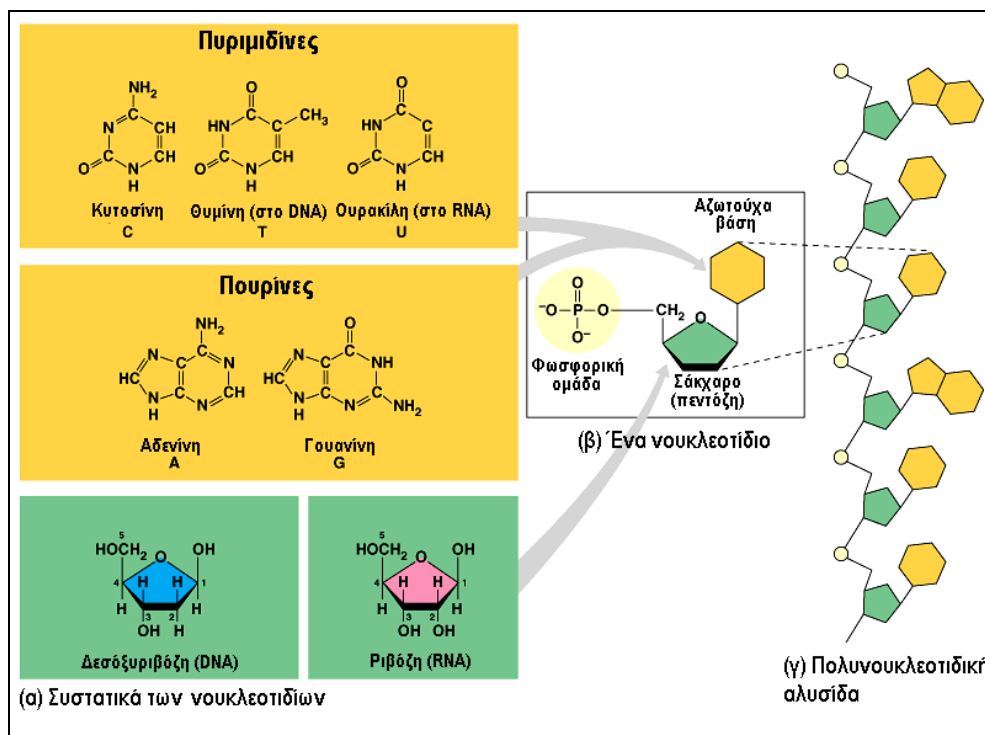 Πυριμιδίνες
NH₂
C
N
CH
C
CH
O
N
H
Κυτοσίνη
C
O
C
HN
C
CH₃
C
CH
O
N
H
Θυμίνη (στο DNA)
T
O
C
HN
C
C
CH
O
N
H
Ουρακίλη (στο RNA)
U
Πουρίνες
NH₂
N
C
C
N
HC
C
CH
N
N
H
Αδενίνη
A
O
N
C
C
NH
HC
C
C
N
N
NH₂
H
Γουανίνη
G
5
HOCH₂
O
OH
4
H
H
1
H
3
2
H
OH
H
Δεσόξυριβόζη (DNA)
5
HOCH₂
O
OH
4
H
H
1
H
3
2
H
OH
OH
Ριβόζη (RNA)
(α) Συστατικά των νουκλεοτιδίων
Αζωτούχα
βάση
O
⁻O
P
O
CH₂
O⁻
O
Φωσφορική
ομάδα
Σάκχαρο
(πεντόζη)
(β) Ένα νουκλεοτίδιο
(γ) Πολυνουκλεοτιδική
αλυσίδα